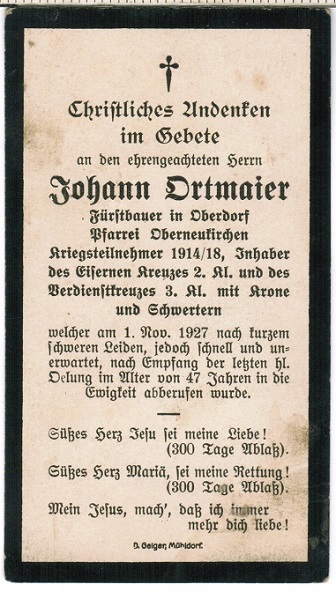 Christliches Andenken
im Gebete
an den ehrengeachteten Herrn
Johann Ortmaier
Fürstbauer in Oberdorf
Pfarrei Oberneukirchen
Kriegsteilnehmer 1914/18, Inhaber
des Eisernen Kreuzes 2. Kl. und des
Verdienstkreuzes 3. Kl. mit Krone
und Schwertern
welcher am 1. Nov. 1927 nach kurzem
schweren Leiden, jedoch schnell und un-
erwartet, nach Empfang der letzten hl.
Oelung im Alter von 47 Jahren in die
Ewigkeit abberufen wurde.
Süßes Herz Jesu sei meine Liebe!
(300 Tage Ablaß).
Süßes Herz Mariä, sei meine Rettung!
(300 Tage Ablaß).
Mein Jesus, mach', daß ich immer
mehr dich liebe!
D. Geiger, Mühldorf.